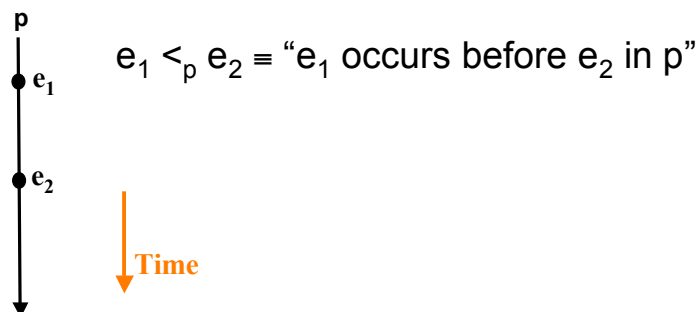 p
e₁ <ₚ e₂ ≡ “e₁ occurs before e₂ in p”
e₁
e₂
Time